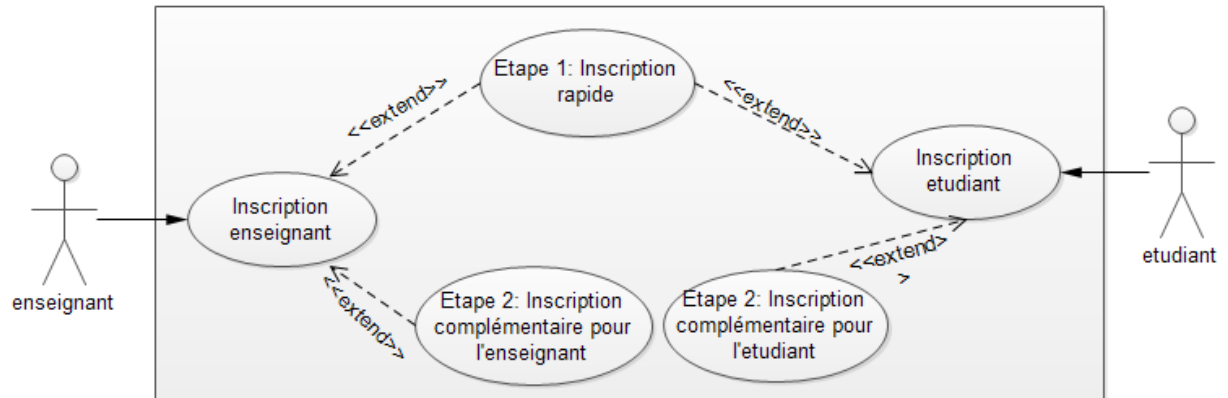 Etape 1: Inscription
rapide
<<extend>>
<<extend>>
Inscription
etudiant
Inscription
enseignant
enseignant
etudiant
<<extend>
>
<<extend>>
Etape 2: Inscription
complémentaire pour
l'enseignant
Etape 2: Inscription
complémentaire pour
l'etudiant